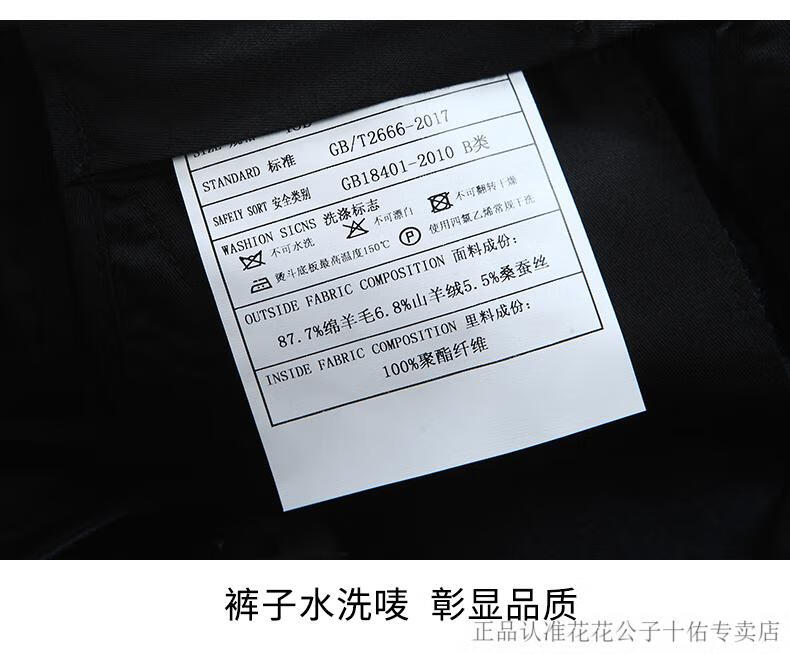 STANDARD 标准 GB/T2666-2017
SAFEIY SORT 安全类别 GB18401-2010 B类
WASHION SICNS 洗涤标志
不可水洗 不可漂白 不可翻转干燥
熨斗底板最高温度150℃ P 使用四氯乙烯常规干洗
OUTSIDE FABRIC COMPOSITION 面料成份:
87.7%绵羊毛6.8%山羊绒5.5%桑蚕丝
INSIDE FABRIC COMPOSITION 里料成份:
100%聚酯纤维
裤子水洗唛 彰显品质
正品认准花花公子十佑专卖店